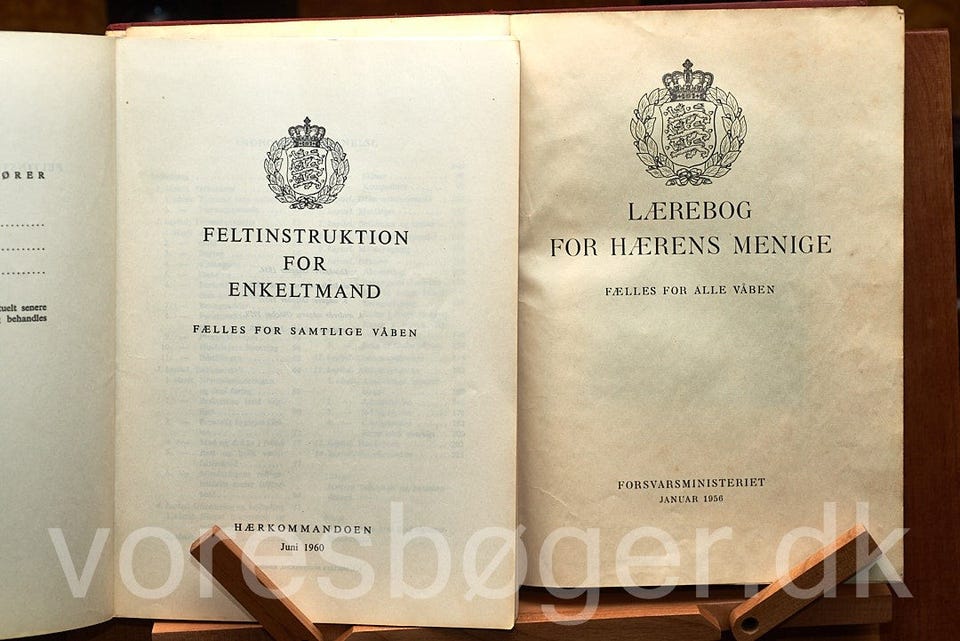 ØRER
tuelt senere
behandles
FELTINSTRUKTION
FOR
ENKELTMAND
FÆLLES FOR SAMTLIGE VÅBEN
HÆRKOMMANDOEN
Juni 1960
LÆREBOG
FOR HÆRENS MENIGE
FÆLLES FOR ALLE VÅBEN
FORSVARSMINISTERIET
JANUAR 1956
voresbøger.dk